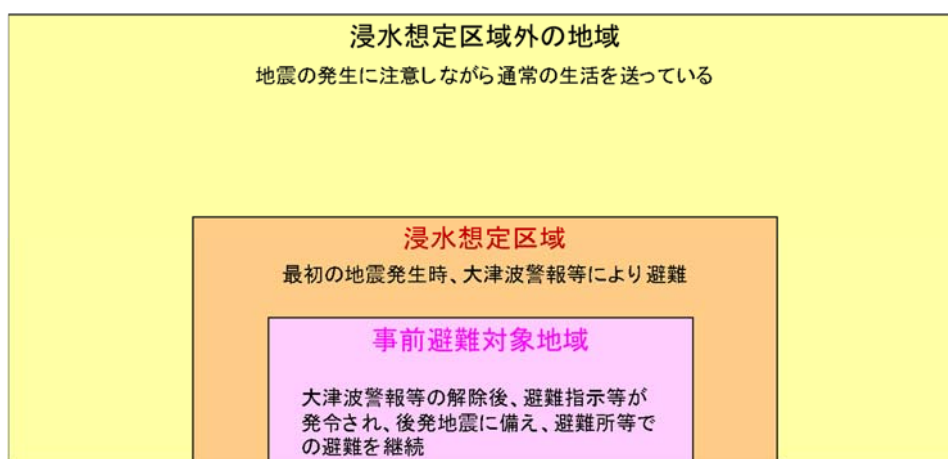 浸水想定区域外の地域
地震の発生に注意しながら通常の生活を送っている
浸水想定区域
最初の地震発生時、大津波警報等により避難
事前避難対象地域
大津波警報等の解除後、避難指示等が
発令され、後発地震に備え、避難所等で
の避難を継続